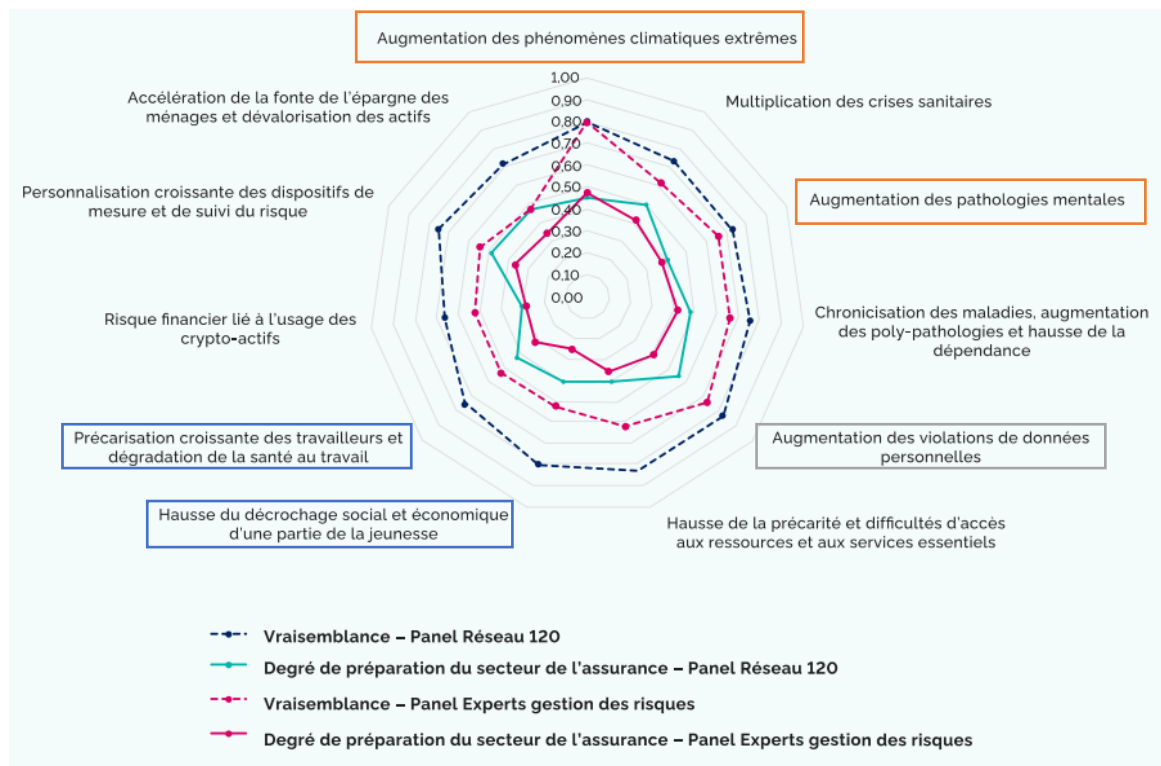 Augmentation des phénomènes climatiques extrêmes
1,00
0,90
0,80
0,70
0,60
0,50
0,40
0,30
0,20
0,10
0,00
Multiplication des crises sanitaires
Augmentation des pathologies mentales
Chronicisation des maladies, augmentation
des poly-pathologies et hausse de la
dépendance
Augmentation des violations de données
personnelles
Hausse de la précarité et difficultés d'accès
aux ressources et aux services essentiels
Hausse du décrochage social et économique
d'une partie de la jeunesse
Précarisation croissante des travailleurs et
dégradation de la santé au travail
Risque financier lié à l'usage des
crypto-actifs
Personnalisation croissante des dispositifs de
mesure et de suivi du risque
Accélération de la fonte de l'épargne des
ménages et dévalorisation des actifs
Vraisemblance – Panel Réseau 120
Degré de préparation du secteur de l'assurance – Panel Réseau 120
Vraisemblance – Panel Experts gestion des risques
Degré de préparation du secteur de l'assurance – Panel Experts gestion des risques